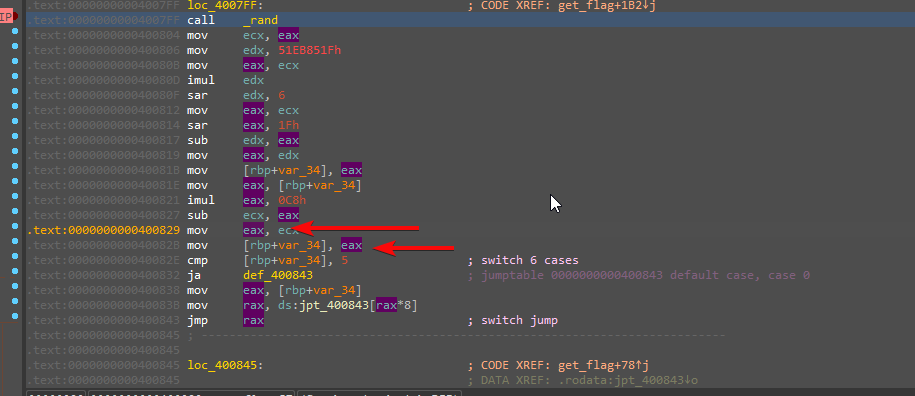 .text:00000000004007FF loc_4007FF: ; CODE XREF: get_flag+1B2↓j
IP .text:00000000004007FF call _rand
.text:0000000000400804 mov ecx, eax
.text:0000000000400806 mov edx, 51EB851Fh
.text:000000000040080B mov eax, ecx
.text:000000000040080D imul edx
.text:000000000040080F sar edx, 6
.text:0000000000400812 mov eax, ecx
.text:0000000000400814 sar eax, 1Fh
.text:0000000000400817 sub edx, eax
.text:0000000000400819 mov eax, edx
.text:000000000040081B mov [rbp+var_34], eax
.text:000000000040081E mov eax, [rbp+var_34]
.text:0000000000400821 imul eax, 0C8h
.text:0000000000400827 sub ecx, eax
.text:0000000000400829 mov eax, ecx
.text:000000000040082B mov [rbp+var_34], eax
.text:000000000040082E cmp [rbp+var_34], 5 ; switch 6 cases
.text:0000000000400832 ja def_400843 ; jumptable 0000000000400843 default case, case 0
.text:0000000000400838 mov eax, [rbp+var_34]
.text:000000000040083B mov rax, ds:jpt_400843[rax*8]
.text:0000000000400843 jmp rax ; switch jump
.text:0000000000400845 ; ---------------------------------------------------------------------------
.text:0000000000400845
.text:0000000000400845 loc_400845: ; CODE XREF: get_flag+78↑j
.text:0000000000400845 ; DATA XREF: .rodata:jpt_400843↓o